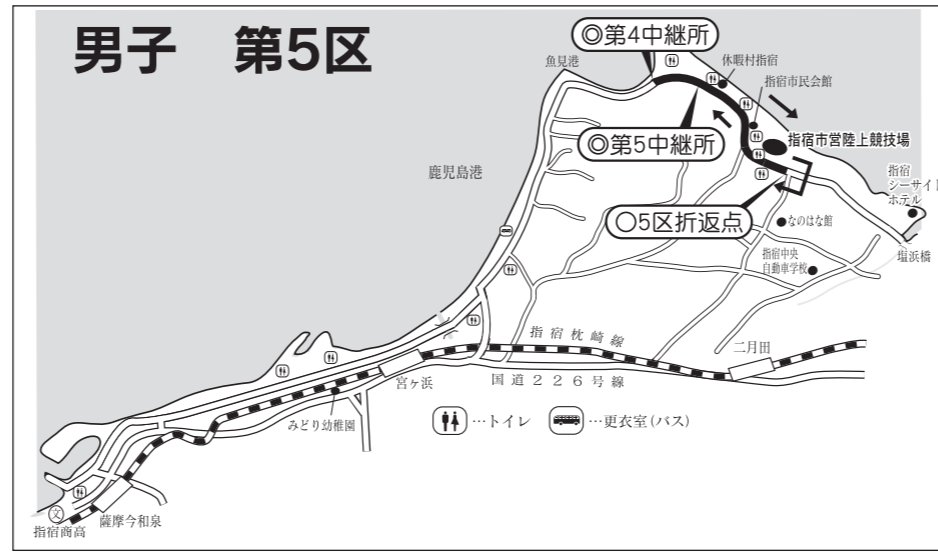 男子 第5区
◎第4中継所
魚見港
休暇村指宿
指宿市民会館
◎第5中継所
指宿市営陸上競技場
鹿児島港
指宿
シーサイド
ホテル
○5区折返点
なのはな館
塩浜橋
指宿中央
自動車学校
指宿枕崎線
二月田
宮ヶ浜
国道226号線
みどり幼稚園
…トイレ
…更衣室(バス)
文
薩摩今和泉
指宿商高